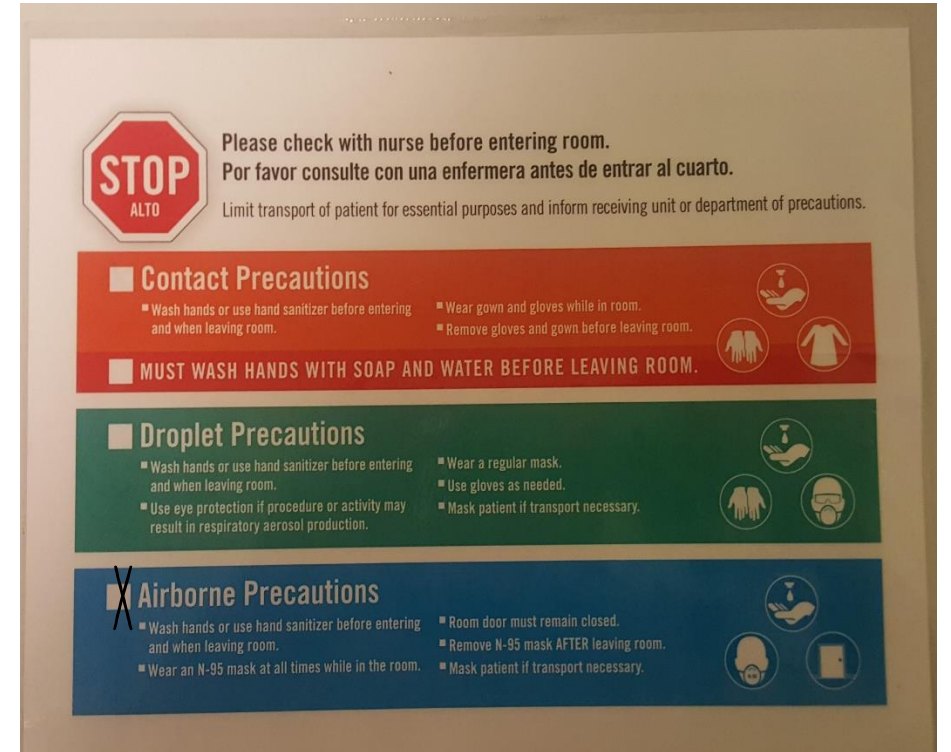 STOP
ALTO
Please check with nurse before entering room.
Por favor consulte con una enfermera antes de entrar al cuarto.
Limit transport of patient for essential purposes and inform receiving unit or department of precautions.
Contact Precautions
Wash hands or use hand sanitizer before entering
and when leaving room.
Wear gown and gloves while in room.
Remove gloves and gown before leaving room.
MUST WASH HANDS WITH SOAP AND WATER BEFORE LEAVING ROOM.
Droplet Precautions
Wash hands or use hand sanitizer before entering
and when leaving room.
Use eye protection if procedure or activity may
result in respiratory aerosol production.
Wear a regular mask.
Use gloves as needed.
Mask patient if transport necessary.
X Airborne Precautions
Wash hands or use hand sanitizer before entering
and when leaving room.
Wear an N-95 mask at all times while in the room.
Room door must remain closed.
Remove N-95 mask AFTER leaving room.
Mask patient if transport necessary.